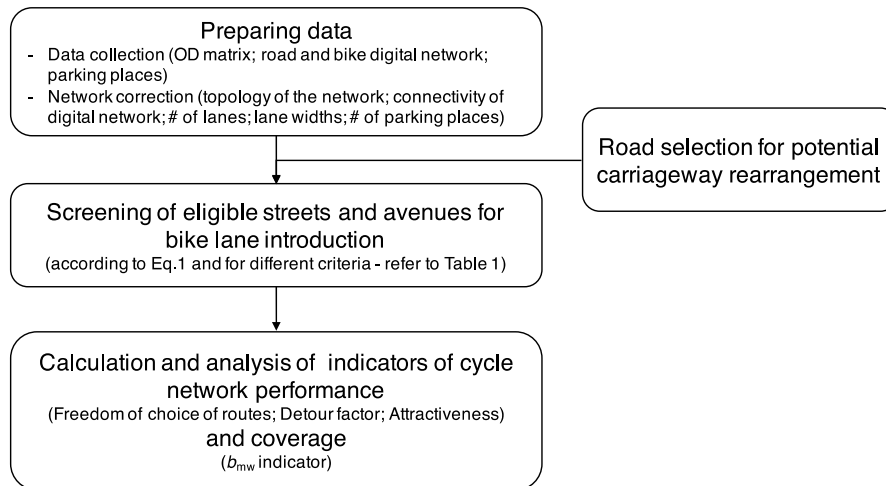 Preparing data
- Data collection (OD matrix; road and bike digital network;
parking places)
- Network correction (topology of the network; connectivity of
digital network; # of lanes; lane widths; # of parking places)
Road selection for potential
carriageway rearrangement
Screening of eligible streets and avenues for
bike lane introduction
(according to Eq.1 and for different criteria - refer to Table 1)
Calculation and analysis of indicators of cycle
network performance
(Freedom of choice of routes; Detour factor; Attractiveness)
and coverage
(bmw indicator)